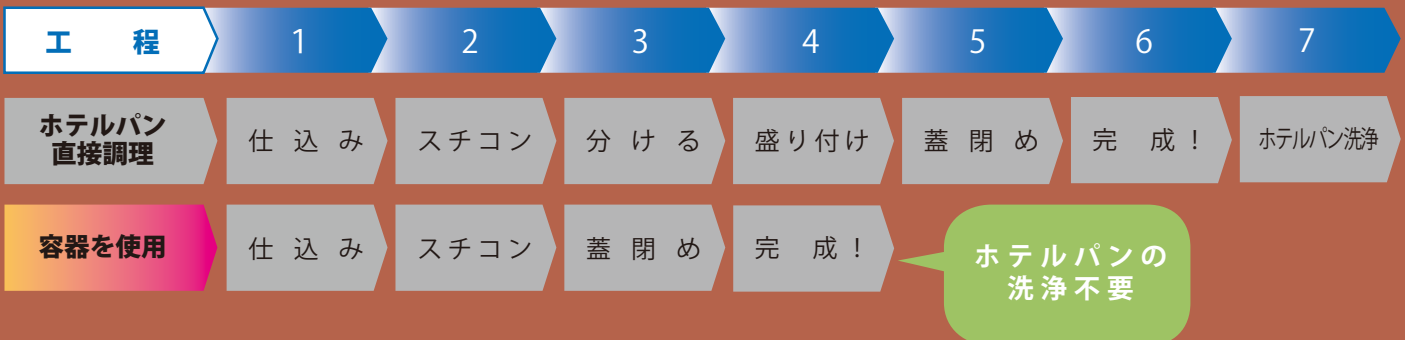 工程 1 2 3 4 5 6 7
ホテルパン
直接調理
仕込み スチコン 分ける 盛り付け 蓋閉め 完成! ホテルパン洗浄
容器を使用 仕込み スチコン 蓋閉め 完成!
ホテルパンの
洗浄不要